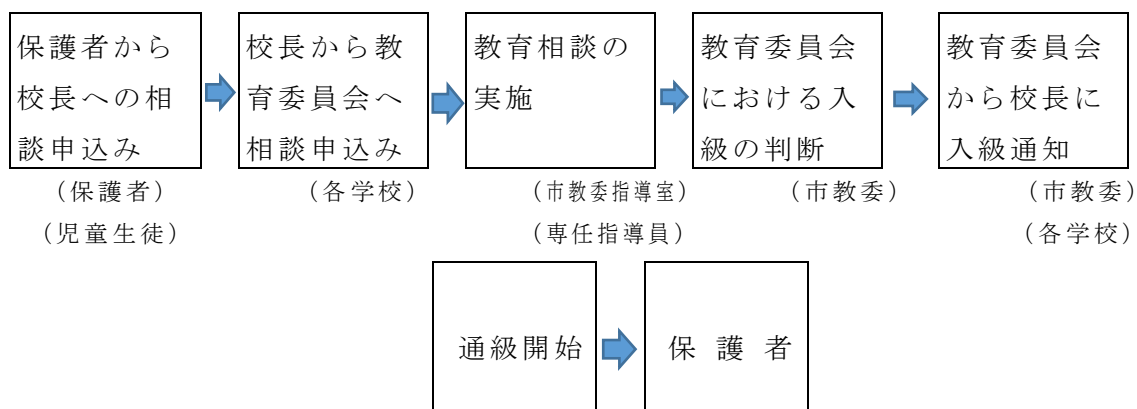 保護者から
校長への相
談申込み
校長から教
育委員会へ
相談申込み
教育相談の
実施
教育委員会
における入
級の判断
教育委員会
から校長に
入級通知
（保護者）
（児童生徒）
（各学校）
（市教委指導室）
（専任指導員）
（市教委）
（市教委）
（各学校）
通級開始
保 護 者